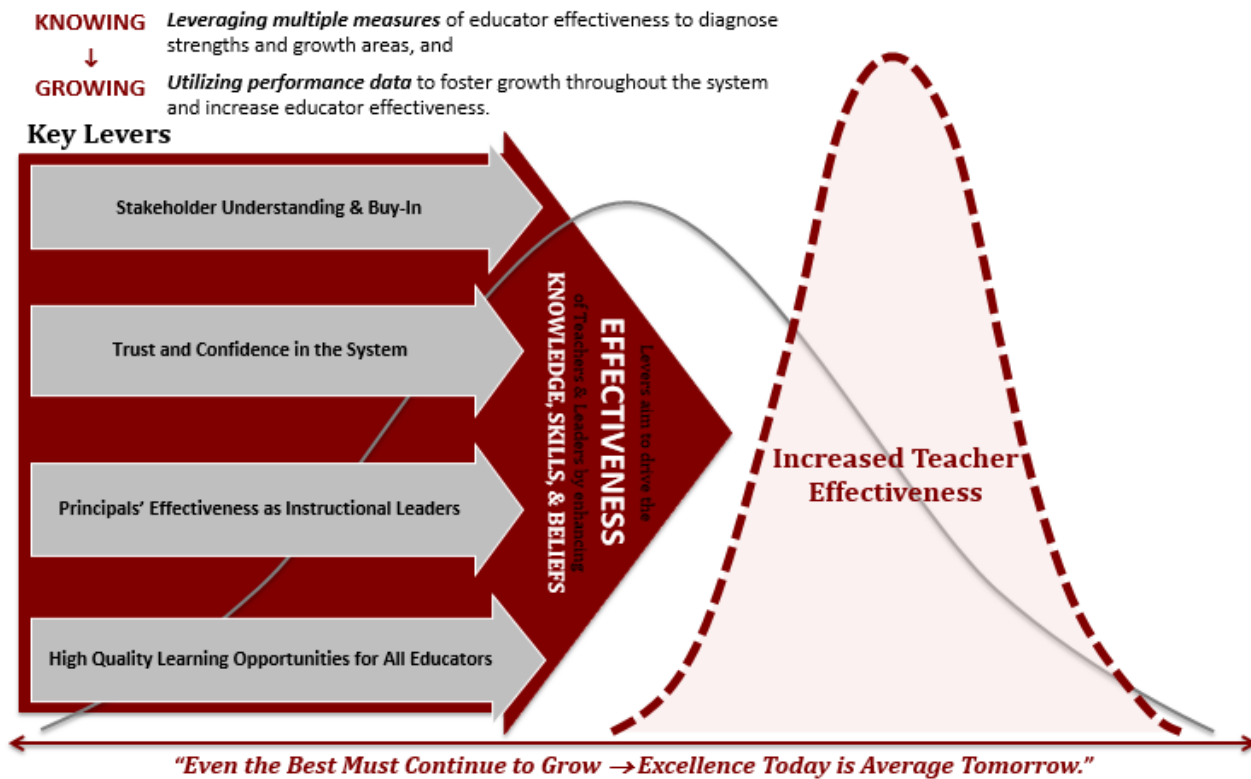 KNOWING
Leveraging multiple measures of educator effectiveness to diagnose
strengths and growth areas, and
↓
GROWING
Utilizing performance data to foster growth throughout the system
and increase educator effectiveness.
Key Levers
Stakeholder Understanding & Buy-In
Trust and Confidence in the System
Principals’ Effectiveness as Instructional Leaders
High Quality Learning Opportunities for All Educators
Levers aim to drive the
EFFECTIVENESS
of Teachers & Leaders by enhancing
KNOWLEDGE, SKILLS, & BELIEFS
Increased Teacher
Effectiveness
“Even the Best Must Continue to Grow → Excellence Today is Average Tomorrow.”